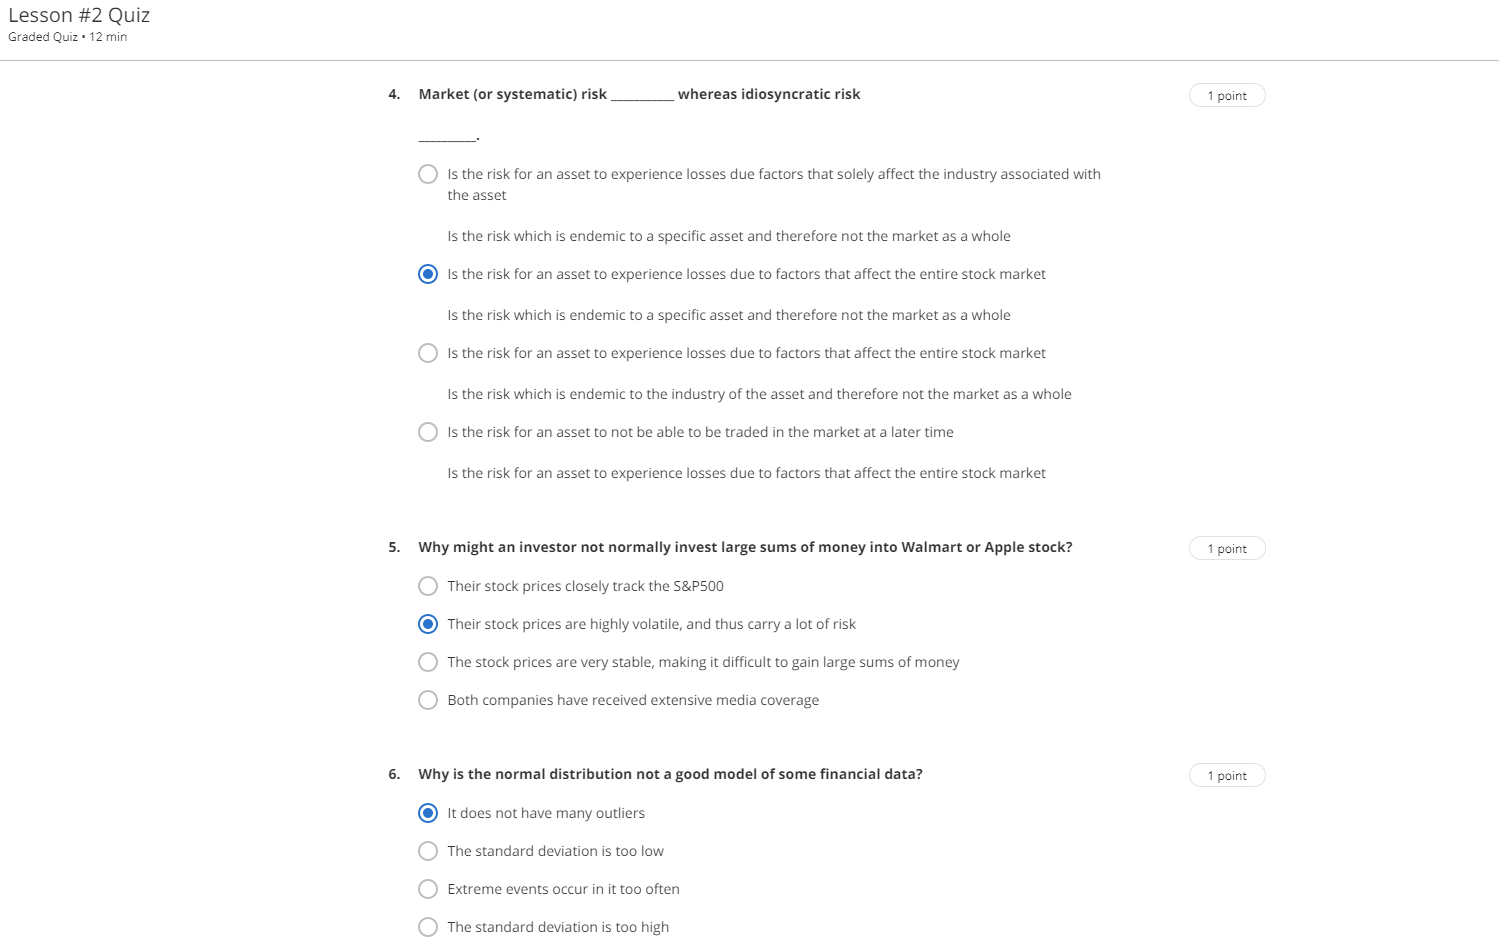 Lesson #2 Quiz
Graded Quiz • 12 min
4. Market (or systematic) risk ___________ whereas idiosyncratic risk
1 point
__________.
Is the risk for an asset to experience losses due factors that solely affect the industry associated with
the asset
Is the risk which is endemic to a specific asset and therefore not the market as a whole
Is the risk for an asset to experience losses due to factors that affect the entire stock market
Is the risk which is endemic to a specific asset and therefore not the market as a whole
Is the risk for an asset to experience losses due to factors that affect the entire stock market
Is the risk which is endemic to the industry of the asset and therefore not the market as a whole
Is the risk for an asset to not be able to be traded in the market at a later time
Is the risk for an asset to experience losses due to factors that affect the entire stock market
5. Why might an investor not normally invest large sums of money into Walmart or Apple stock?
1 point
Their stock prices closely track the S&P500
Their stock prices are highly volatile, and thus carry a lot of risk
The stock prices are very stable, making it difficult to gain large sums of money
Both companies have received extensive media coverage
6. Why is the normal distribution not a good model of some financial data?
1 point
It does not have many outliers
The standard deviation is too low
Extreme events occur in it too often
The standard deviation is too high